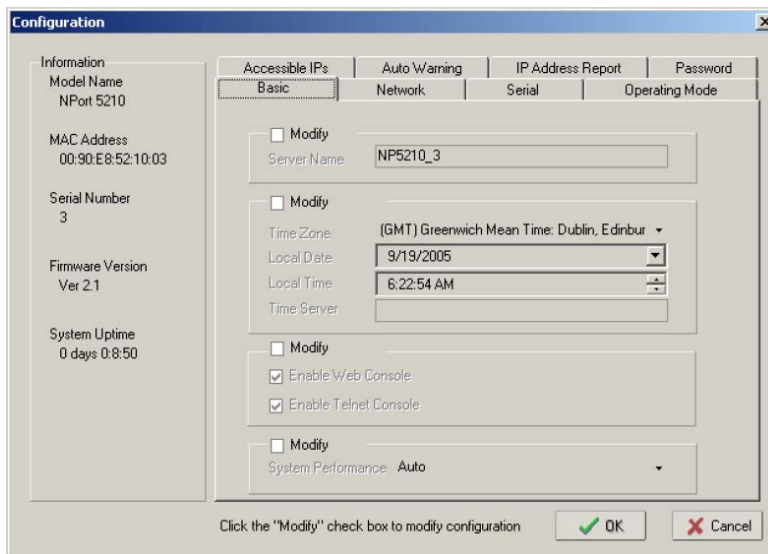 Configuration
Information
Model Name
NPort 5210
MAC Address
00:90:E8:52:10:03
Serial Number
3
Firmware Version
Ver 2.1
System Uptime
0 days 0:8:50
Accessible IPs
Auto Warning
IP Address Report
Password
Basic
Network
Serial
Operating Mode
Modify
Server Name NP5210_3
Modify
Time Zone (GMT) Greenwich Mean Time: Dublin, Edinbur
Local Date 9/19/2005
Local Time 6:22:54 AM
Time Server
Modify
Enable Web Console
Enable Telnet Console
Modify
System Performance Auto
Click the "Modify" check box to modify configuration
OK
Cancel